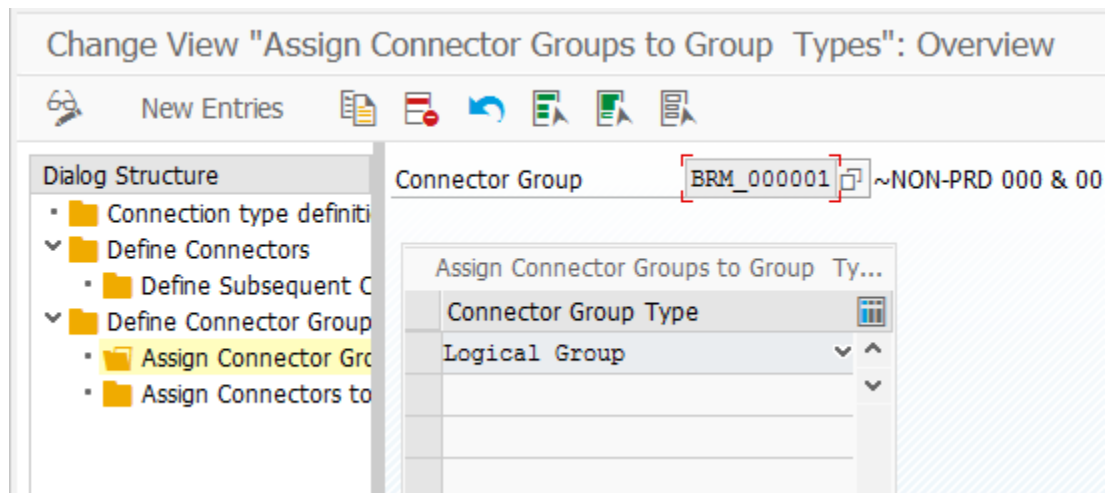 Change View "Assign Connector Groups to Group Types": Overview
New Entries
Dialog Structure
Connection type definiti
Define Connectors
Define Subsequent C
Define Connector Group
Assign Connector Gro
Assign Connectors to
Connector Group BRM_000001 ~NON-PRD 000 & 00
Assign Connector Groups to Group Ty...
Connector Group Type
Logical Group